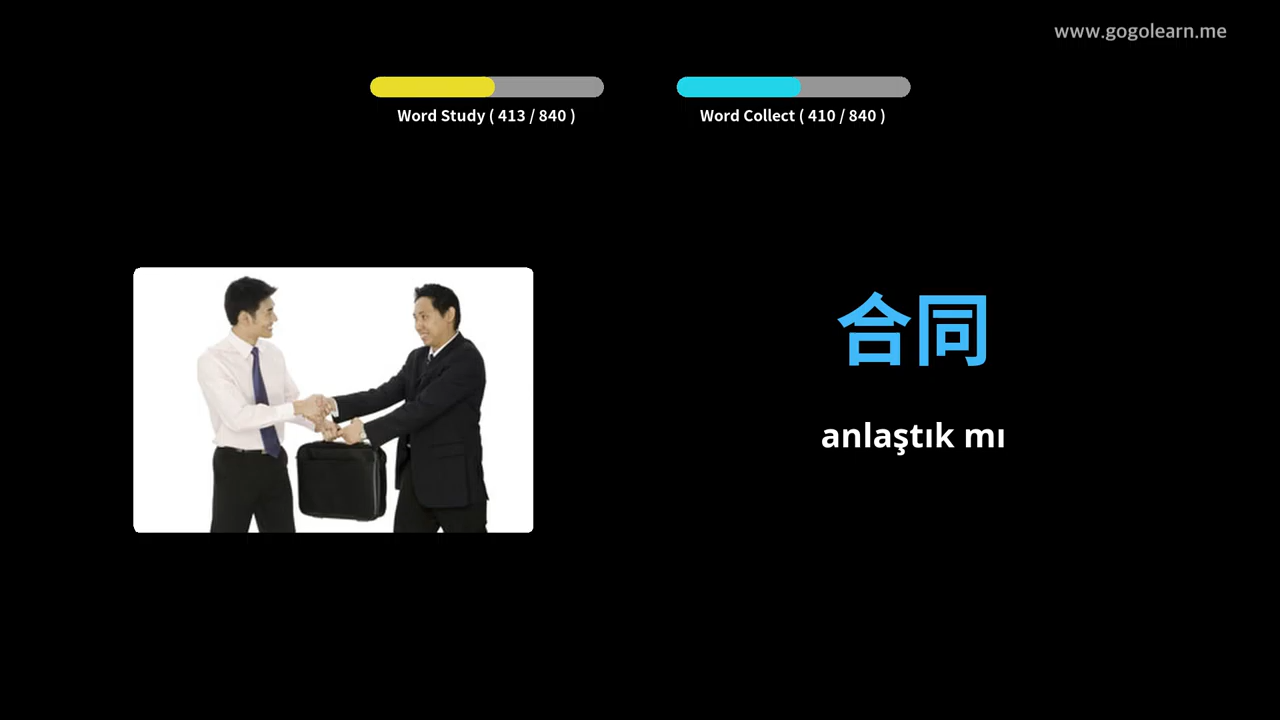 www.gogolearn.me
Word Study ( 413 / 840 )
Word Collect ( 410 / 840 )
合同
anlaştık mı